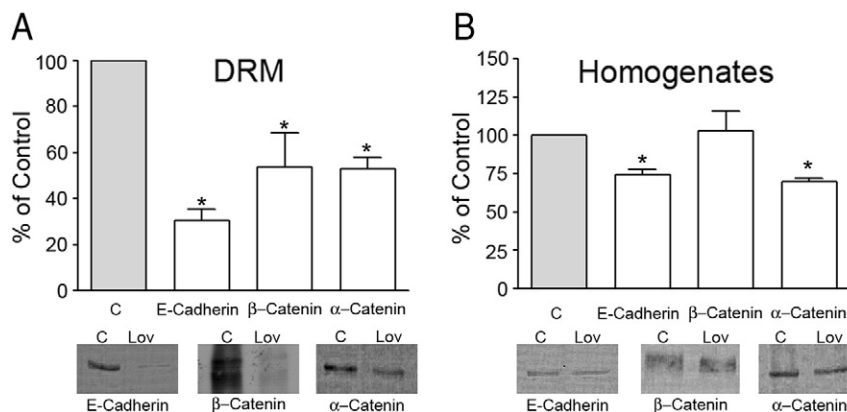 A
DRM
% of Control
100
80
60
40
20
0
*
*
*
C E-Cadherin β–Catenin α–Catenin
C Lov C Lov C Lov
E-Cadherin β–Catenin α–Catenin
B
Homogenates
% of Control
150
125
100
75
50
25
0
*
*
C E-Cadherin β–Catenin α–Catenin
C Lov C Lov C Lov
E-Cadherin β–Catenin α–Catenin